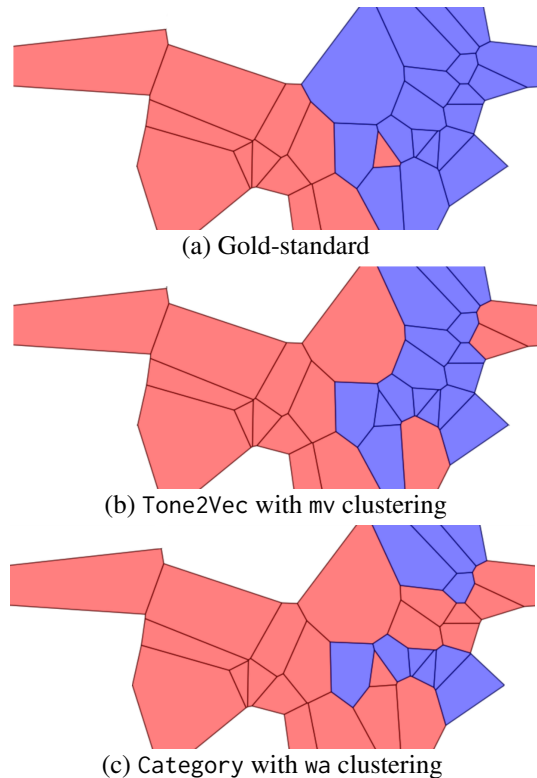 (a) Gold-standard
(b) Tone2Vec with mv clustering
(c) Category with wa clustering